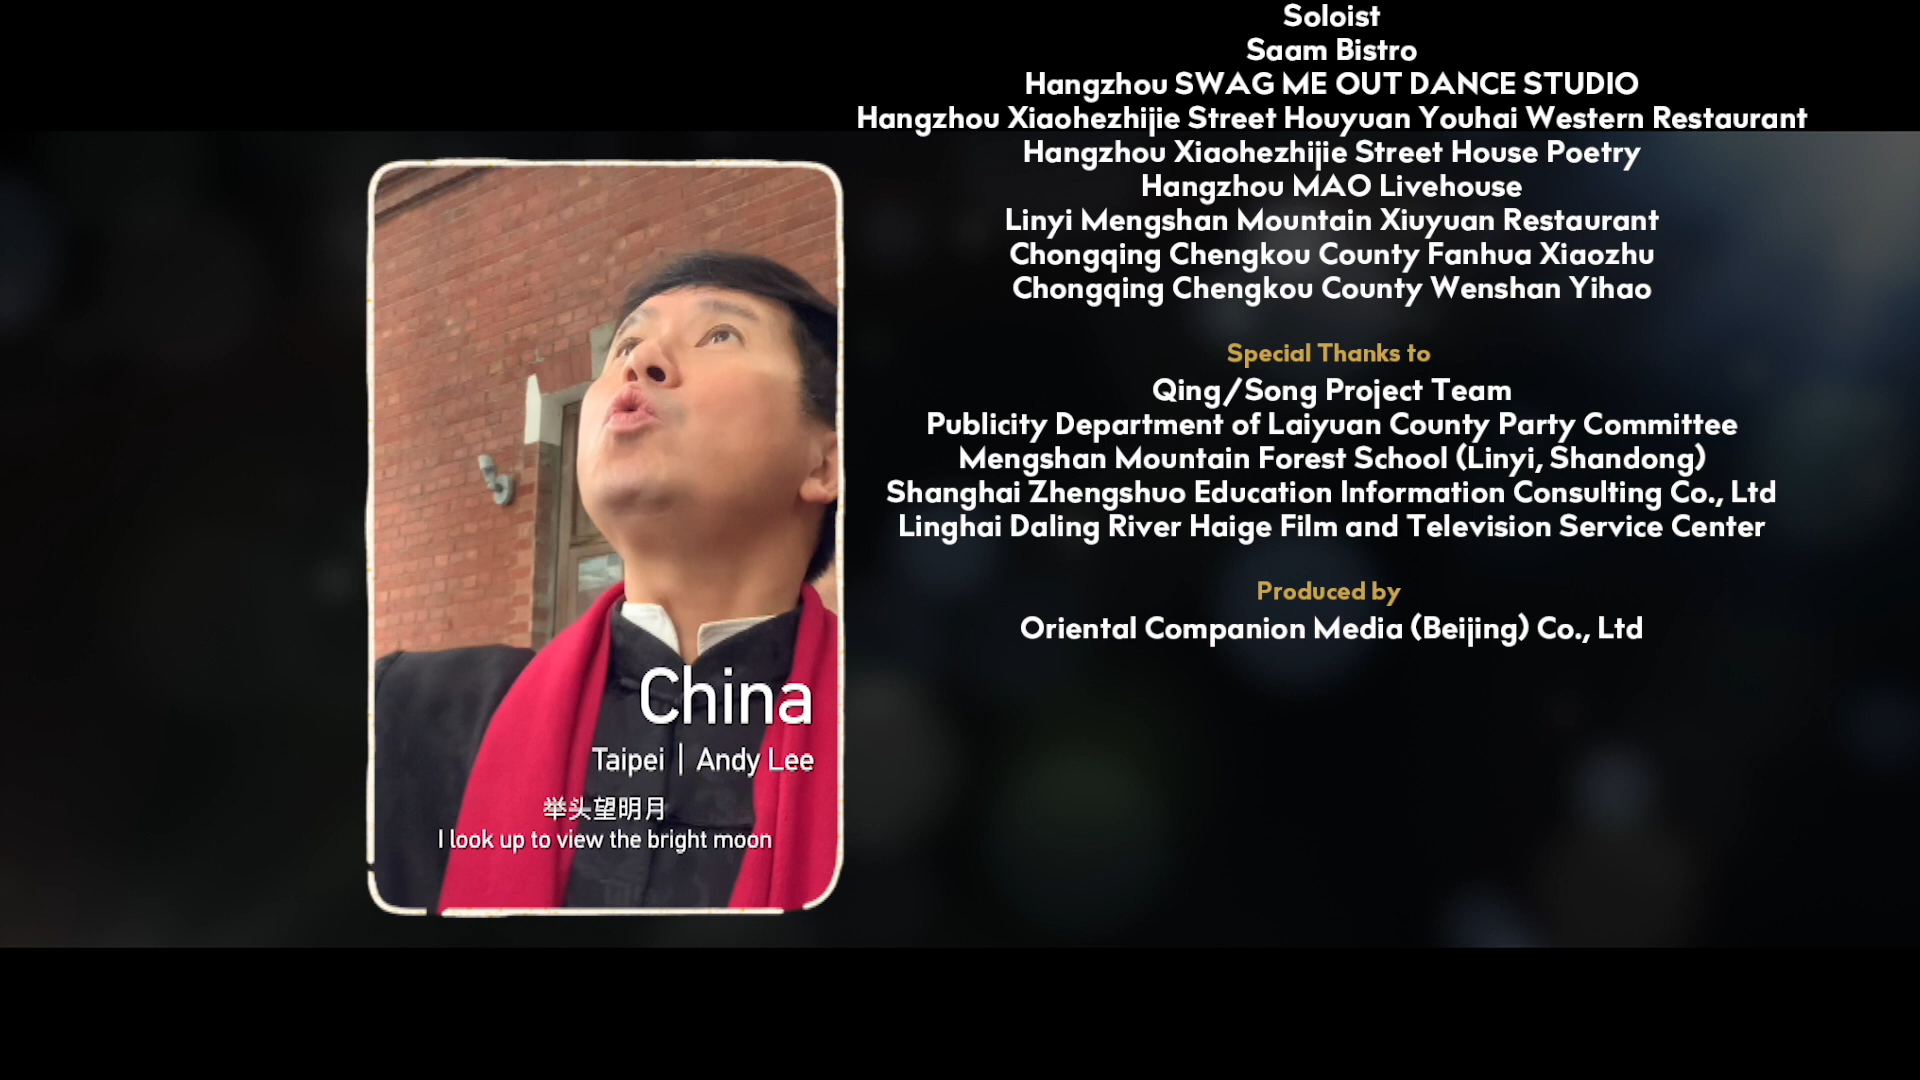 Soloist
Saam Bistro
Hangzhou SWAG ME OUT DANCE STUDIO
Hangzhou Xiaohezhijie Street Houyuan Youhai Western Restaurant
Hangzhou Xiaohezhijie Street House Poetry
Hangzhou MAO Livehouse
Linyi Mengshan Mountain Xiuyuan Restaurant
Chongqing Chengkou County Fanhua Xiaozhu
Chongqing Chengkou County Wenshan Yihao
Special Thanks to
Qing/Song Project Team
Publicity Department of Laiyuan County Party Committee
Mengshan Mountain Forest School (Linyi, Shandong)
Shanghai Zhengshuo Education Information Consulting Co., Ltd
Linghai Daling River Haige Film and Television Service Center
Produced by
Oriental Companion Media (Beijing) Co., Ltd
China
Taipei | Andy Lee
举头望明月
I look up to view the bright moon